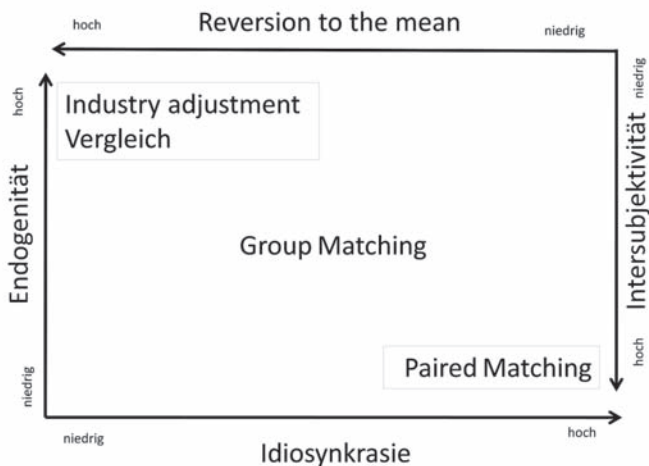 Reversion to the mean
hoch
niedrig
hoch
niedrig
Industry adjustment
Vergleich
Endogenität
Intersubjektivität
Group Matching
Paired Matching
niedrig
hoch
niedrig
hoch
Idiosynkrasie